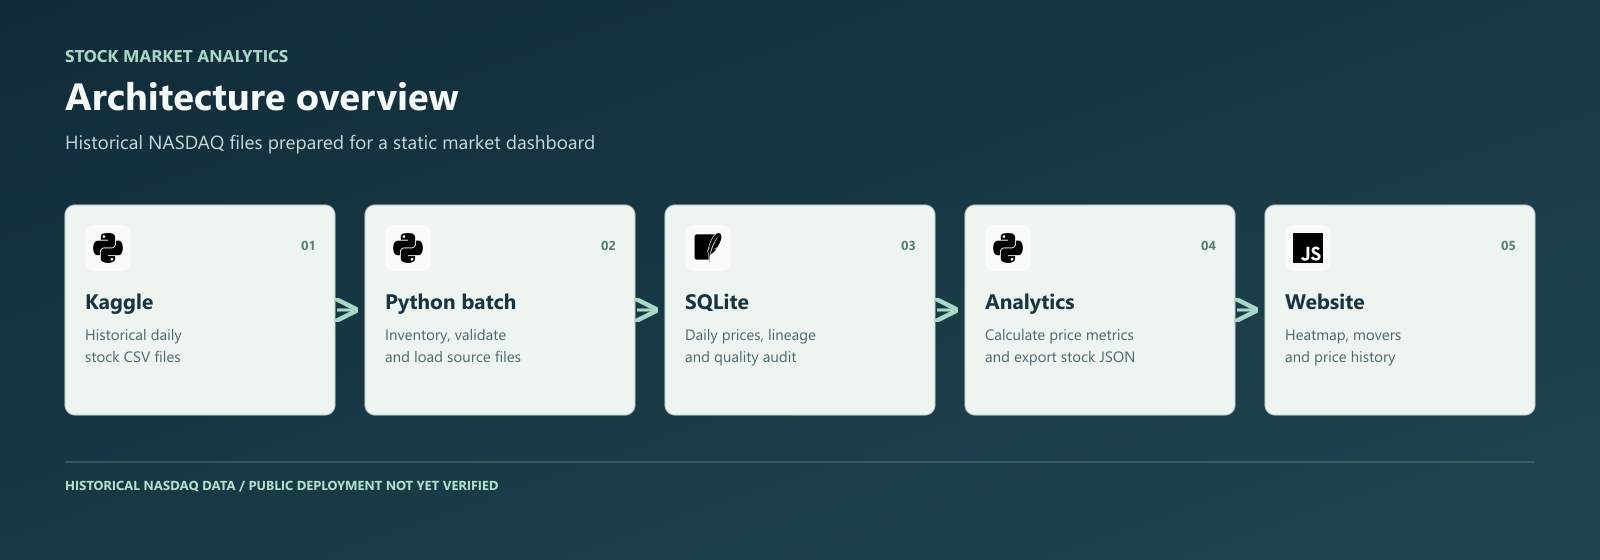 STOCK MARKET ANALYTICS
Architecture overview
Historical NASDAQ files prepared for a static market dashboard
01
Kaggle
Historical daily
stock CSV files
02
Python batch
Inventory, validate
and load source files
03
SQLite
Daily prices, lineage
and quality audit
04
Analytics
Calculate price metrics
and export stock JSON
JS
05
Website
Heatmap, movers
and price history
HISTORICAL NASDAQ DATA / PUBLIC DEPLOYMENT NOT YET VERIFIED